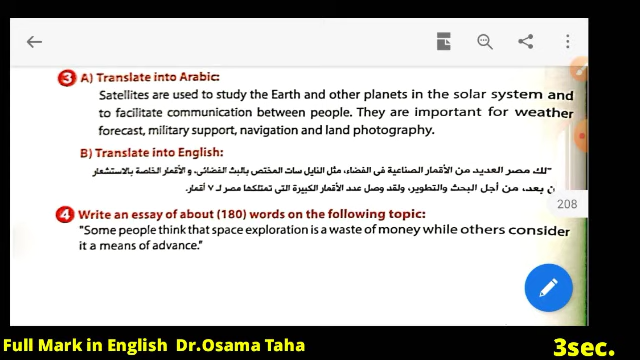 3 A) Translate into Arabic:
Satellites are used to study the Earth and other planets in the solar system and
to facilitate communication between people. They are important for weather
forecast, military support, navigation and land photography.
B) Translate into English:
"تلك مصر العديد من الأقمار الصناعية فى الفضاء، مثل النايل سات المختص بالبث الفضائى، و الأقمار الخاصة بالاستشعار
ن بعد، من أجل البحث والتطوير، ولقد وصل عدد الأقمار الكبيرة التى تمتلكها مصر لـ ٧ أقمار.
208
4 Write an essay of about (180) words on the following topic:
"Some people think that space exploration is a waste of money while others consider
it a means of advance."
Full Mark in English Dr.Osama Taha
3sec.